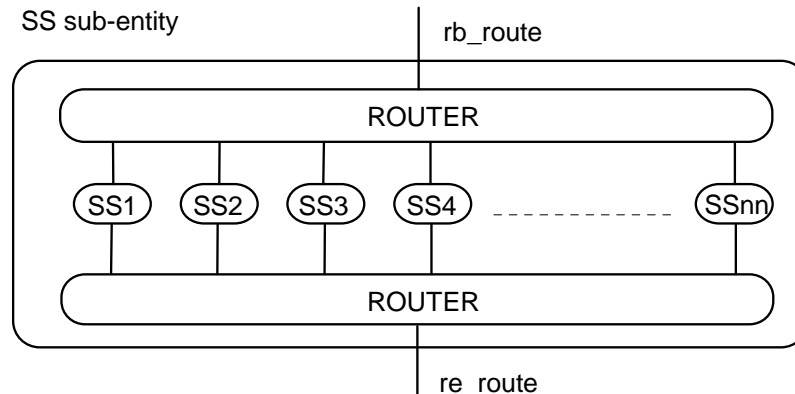 SS sub-entity
rb_route
ROUTER
SS1 SS2 SS3 SS4 SSnn
ROUTER
re_route